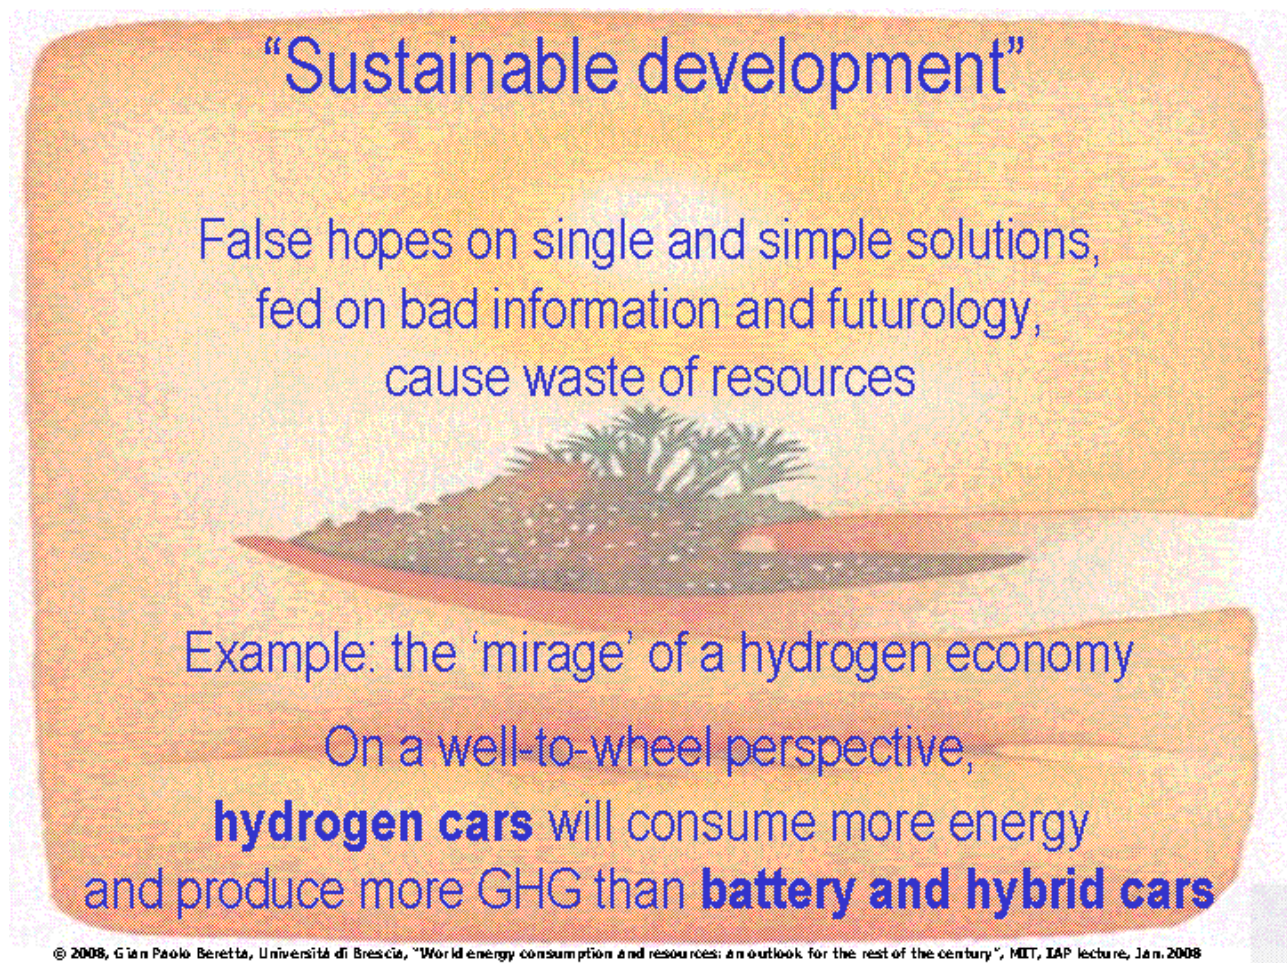 “Sustainable development”
False hopes on single and simple solutions,
fed on bad information and futurology,
cause waste of resources
Example: the ‘mirage’ of a hydrogen economy
On a well-to-wheel perspective,
hydrogen cars will consume more energy
and produce more GHG than battery and hybrid cars
© 2008, Gian Paolo Beretta, Università di Brescia, "World energy consumption and resources: an outlook for the rest of the century", MIT, IAP lecture, Jan.2008